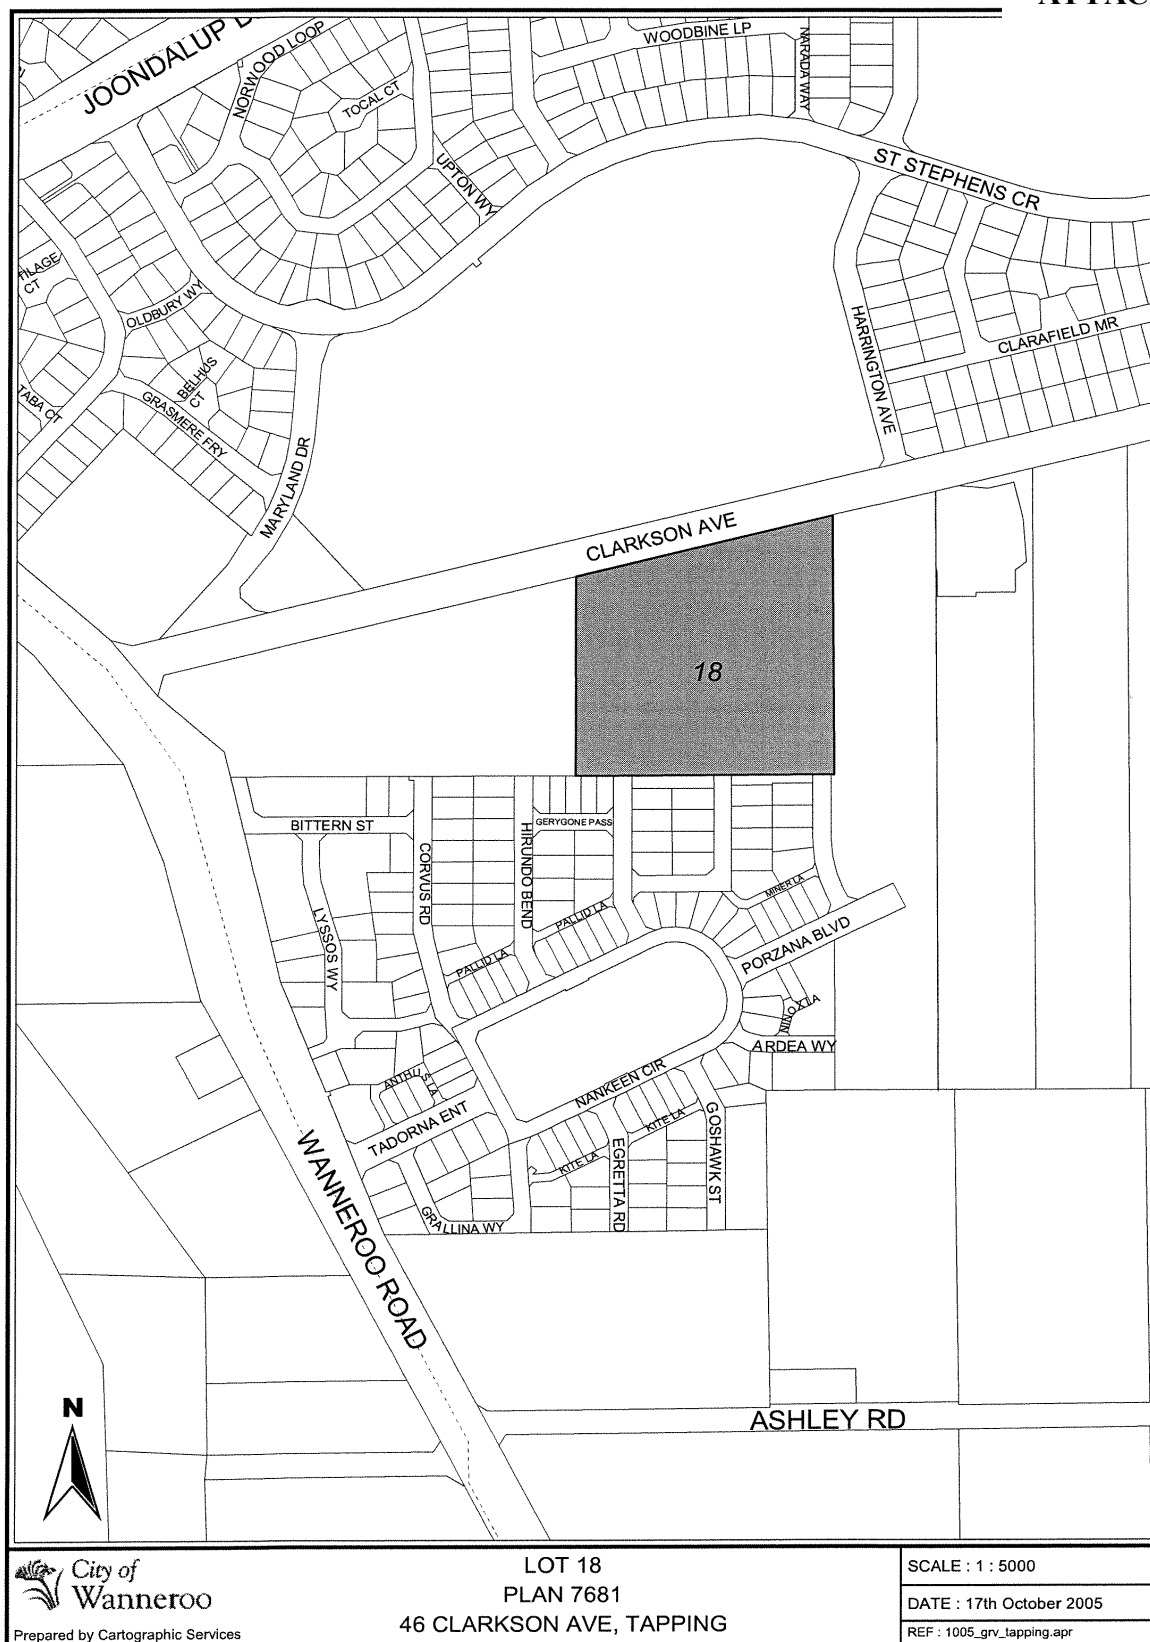 JOONDALUP
NORWOOD LOOP
TOCAL CT
UPTON WY
WOODBINE LP
NARADA WAY
ST STEPHENS CR
TILAGE
CT
OLDBURY WY
BELHUS
CT
GRASMERE FRY
TABA CT
MARYLAND DR
HARRINGTON AVE
CLARAFIELD MR
CLARKSON AVE
18
BITTERN ST
CORVUS RD
HIRUNDO BEND
GERYGONE PASS
LYSSOS WY
PALLID LA
PALLID LA
MINER LA
PORZANA BLVD
NINOX LA
ARDEA WY
ANTHUS LA
TADORNA ENT
NANKEEN CIR
KITE LA
KITE LA
EGRETTA RD
GOSHAWK ST
GRALLINA WY
WANNEROO ROAD
ASHLEY RD
N
City of
Wanneroo
Prepared by Cartographic Services
LOT 18
PLAN 7681
46 CLARKSON AVE, TAPPING
SCALE : 1 : 5000
DATE : 17th October 2005
REF : 1005_grv_tapping.apr